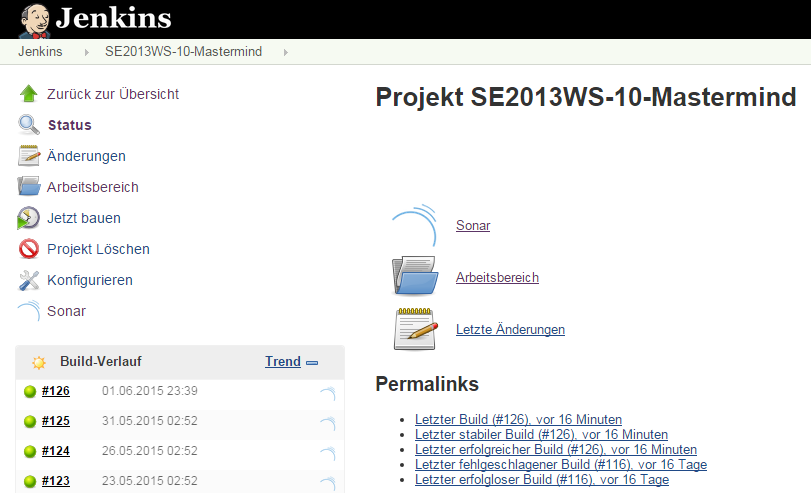 Jenkins
Jenkins SE2013WS-10-Mastermind
Zurück zur Übersicht
Status
Änderungen
Arbeitsbereich
Jetzt bauen
Projekt Löschen
Konfigurieren
Sonar
Build-Verlauf Trend
#126 01.06.2015 23:39
#125 31.05.2015 02:52
#124 26.05.2015 02:52
#123 23.05.2015 02:52
Projekt SE2013WS-10-Mastermind
Sonar
Arbeitsbereich
Letzte Änderungen
Permalinks
Letzter Build (#126), vor 16 Minuten
Letzter stabiler Build (#126), vor 16 Minuten
Letzter erfolgreicher Build (#126), vor 16 Minuten
Letzter fehlgeschlagener Build (#116), vor 16 Tage
Letzter erfolgloser Build (#116), vor 16 Tage